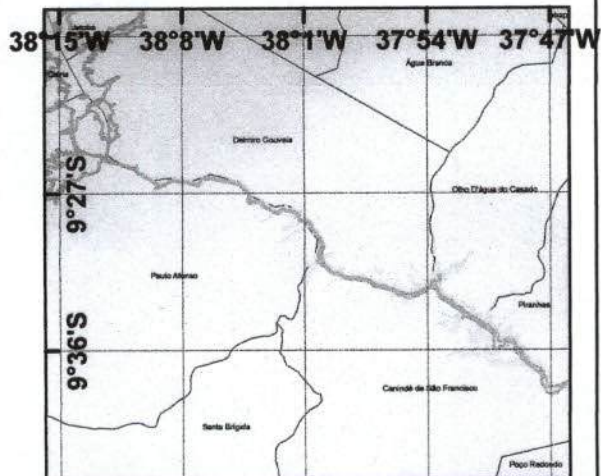 38°15'W 38°8'W 38°1'W 37°54'W 37°47'W
Água Branca
Delmiro Gouveia
9°27'S
Olho D'Água do Casado
Paulo Afonso
Piranhas
9°36'S
Canindé de São Francisco
Santa Brígida
Poço Redondo